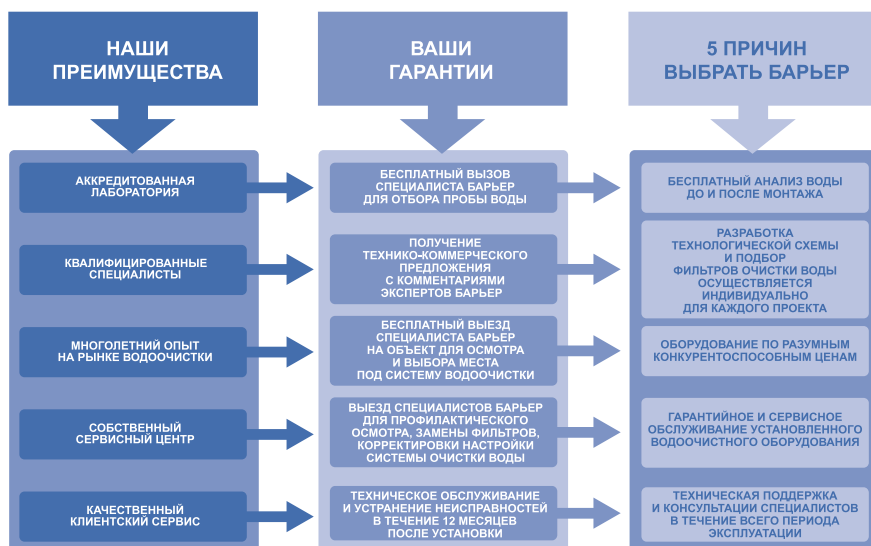 НАШИ
ПРЕИМУЩЕСТВА
ВАШИ
ГАРАНТИИ
5 ПРИЧИН
ВЫБРАТЬ БАРЬЕР
АККРЕДИТОВАННАЯ
ЛАБОРАТОРИЯ
БЕСПЛАТНЫЙ ВЫЗОВ
СПЕЦИАЛИСТА БАРЬЕР
ДЛЯ ОТБОРА ПРОБЫ ВОДЫ
БЕСПЛАТНЫЙ АНАЛИЗ ВОДЫ
ДО И ПОСЛЕ МОНТАЖА
КВАЛИФИЦИРОВАННЫЕ
СПЕЦИАЛИСТЫ
ПОЛУЧЕНИЕ
ТЕХНИКО-КОММЕРЧЕСКОГО
ПРЕДЛОЖЕНИЯ
С КОММЕНТАРИЯМИ
ЭКСПЕРТОВ БАРЬЕР
РАЗРАБОТКА
ТЕХНОЛОГИЧЕСКОЙ СХЕМЫ
И ПОДБОР
ФИЛЬТРОВ ОЧИСТКИ ВОДЫ
ОСУЩЕСТВЛЯЕТСЯ
ИНДИВИДУАЛЬНО
ДЛЯ КАЖДОГО ПРОЕКТА
МНОГОЛЕТНИЙ ОПЫТ
НА РЫНКЕ ВОДООЧИСТКИ
БЕСПЛАТНЫЙ ВЫЕЗД
СПЕЦИАЛИСТА БАРЬЕР
НА ОБЪЕКТ ДЛЯ ОСМОТРА
И ВЫБОРА МЕСТА
ПОД СИСТЕМУ ВОДООЧИСТКИ
ОБОРУДОВАНИЕ ПО РАЗУМНЫМ
КОНКУРЕНТОСПОСОБНЫМ ЦЕНАМ
СОБСТВЕННЫЙ
СЕРВИСНЫЙ ЦЕНТР
ВЫЕЗД СПЕЦИАЛИСТОВ БАРЬЕР
ДЛЯ ПРОФИЛАКТИЧЕСКОГО
ОСМОТРА, ЗАМЕНЫ ФИЛЬТРОВ,
КОРРЕКТИРОВКИ НАСТРОЙКИ
СИСТЕМЫ ОЧИСТКИ ВОДЫ
ГАРАНТИЙНОЕ И СЕРВИСНОЕ
ОБСЛУЖИВАНИЕ УСТАНОВЛЕННОГО
ВОДООЧИСТНОГО ОБОРУДОВАНИЯ
КАЧЕСТВЕННЫЙ
КЛИЕНТСКИЙ СЕРВИС
ТЕХНИЧЕСКОЕ ОБСЛУЖИВАНИЕ
И УСТРАНЕНИЕ НЕИСПРАВНОСТЕЙ
В ТЕЧЕНИЕ 12 МЕСЯЦЕВ
ПОСЛЕ УСТАНОВКИ
ТЕХНИЧЕСКАЯ ПОДДЕРЖКА
И КОНСУЛЬТАЦИИ СПЕЦИАЛИСТОВ
В ТЕЧЕНИЕ ВСЕГО ПЕРИОДА
ЭКСПЛУАТАЦИИ